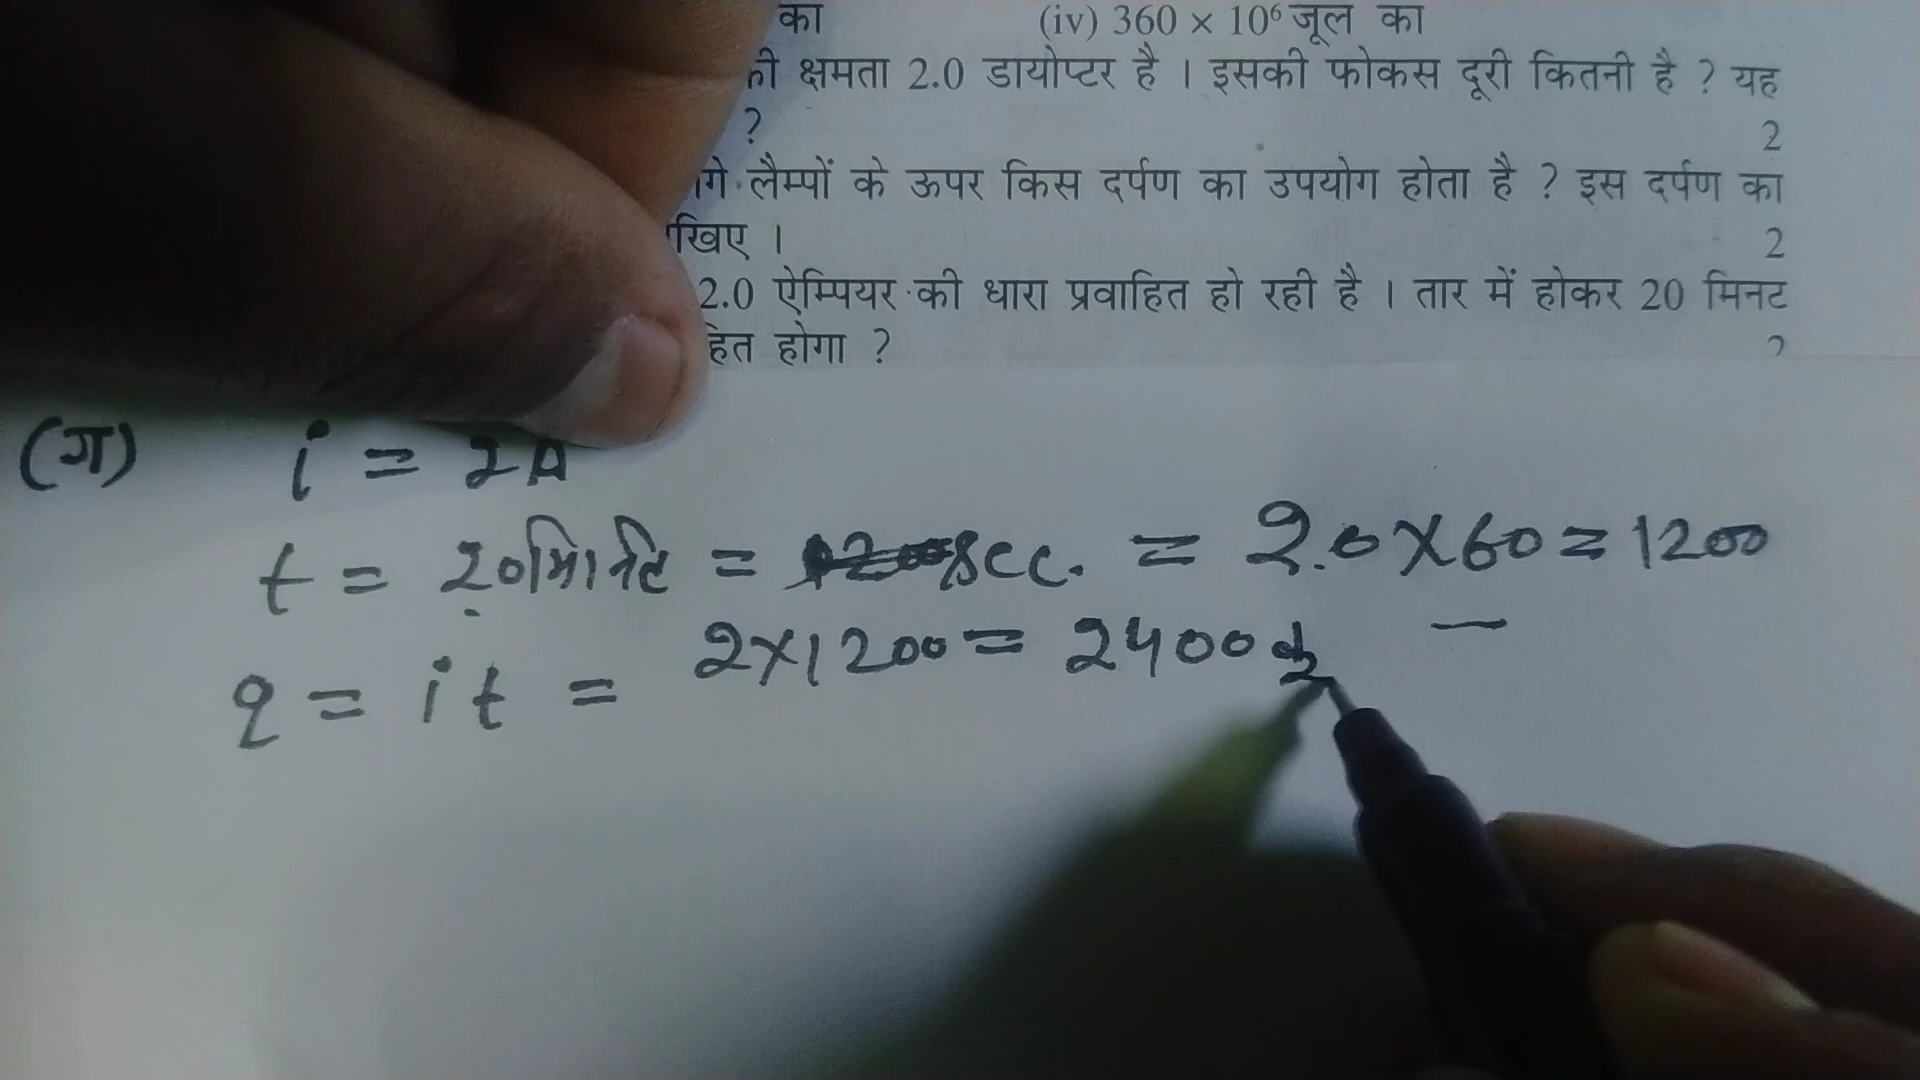 का (iv) 360 × 10⁶ जूल का
की क्षमता 2.0 डायोप्टर है । इसकी फोकस दूरी कितनी है ? यह
? 2
लैम्पों के ऊपर किस दर्पण का उपयोग होता है ? इस दर्पण का
खिए । 2
2.0 ऐम्पियर की धारा प्रवाहित हो रही है । तार में होकर 20 मिनट
हित होगा ?
(ग) i = 2A
t = 20 = sec. = 20×60 = 1200
q = it = 2×1200 = 2400